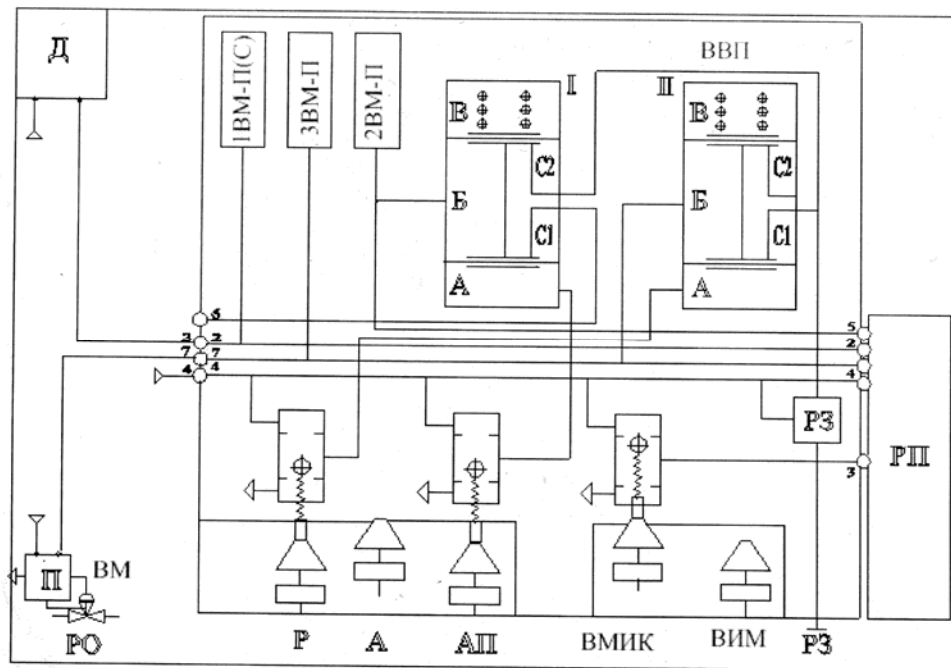 Д
1ВМ-П(С)
3ВМ-П
2ВМ-П
I
ВВП
II
В
В
С2
С2
Б
Б
С1
С1
А
А
6
5
2
2
2
7
7
4
4
4
РЗ
РП
3
П
ВМ
РО
Р
А
АП
ВМИК
ВИМ
РЗ